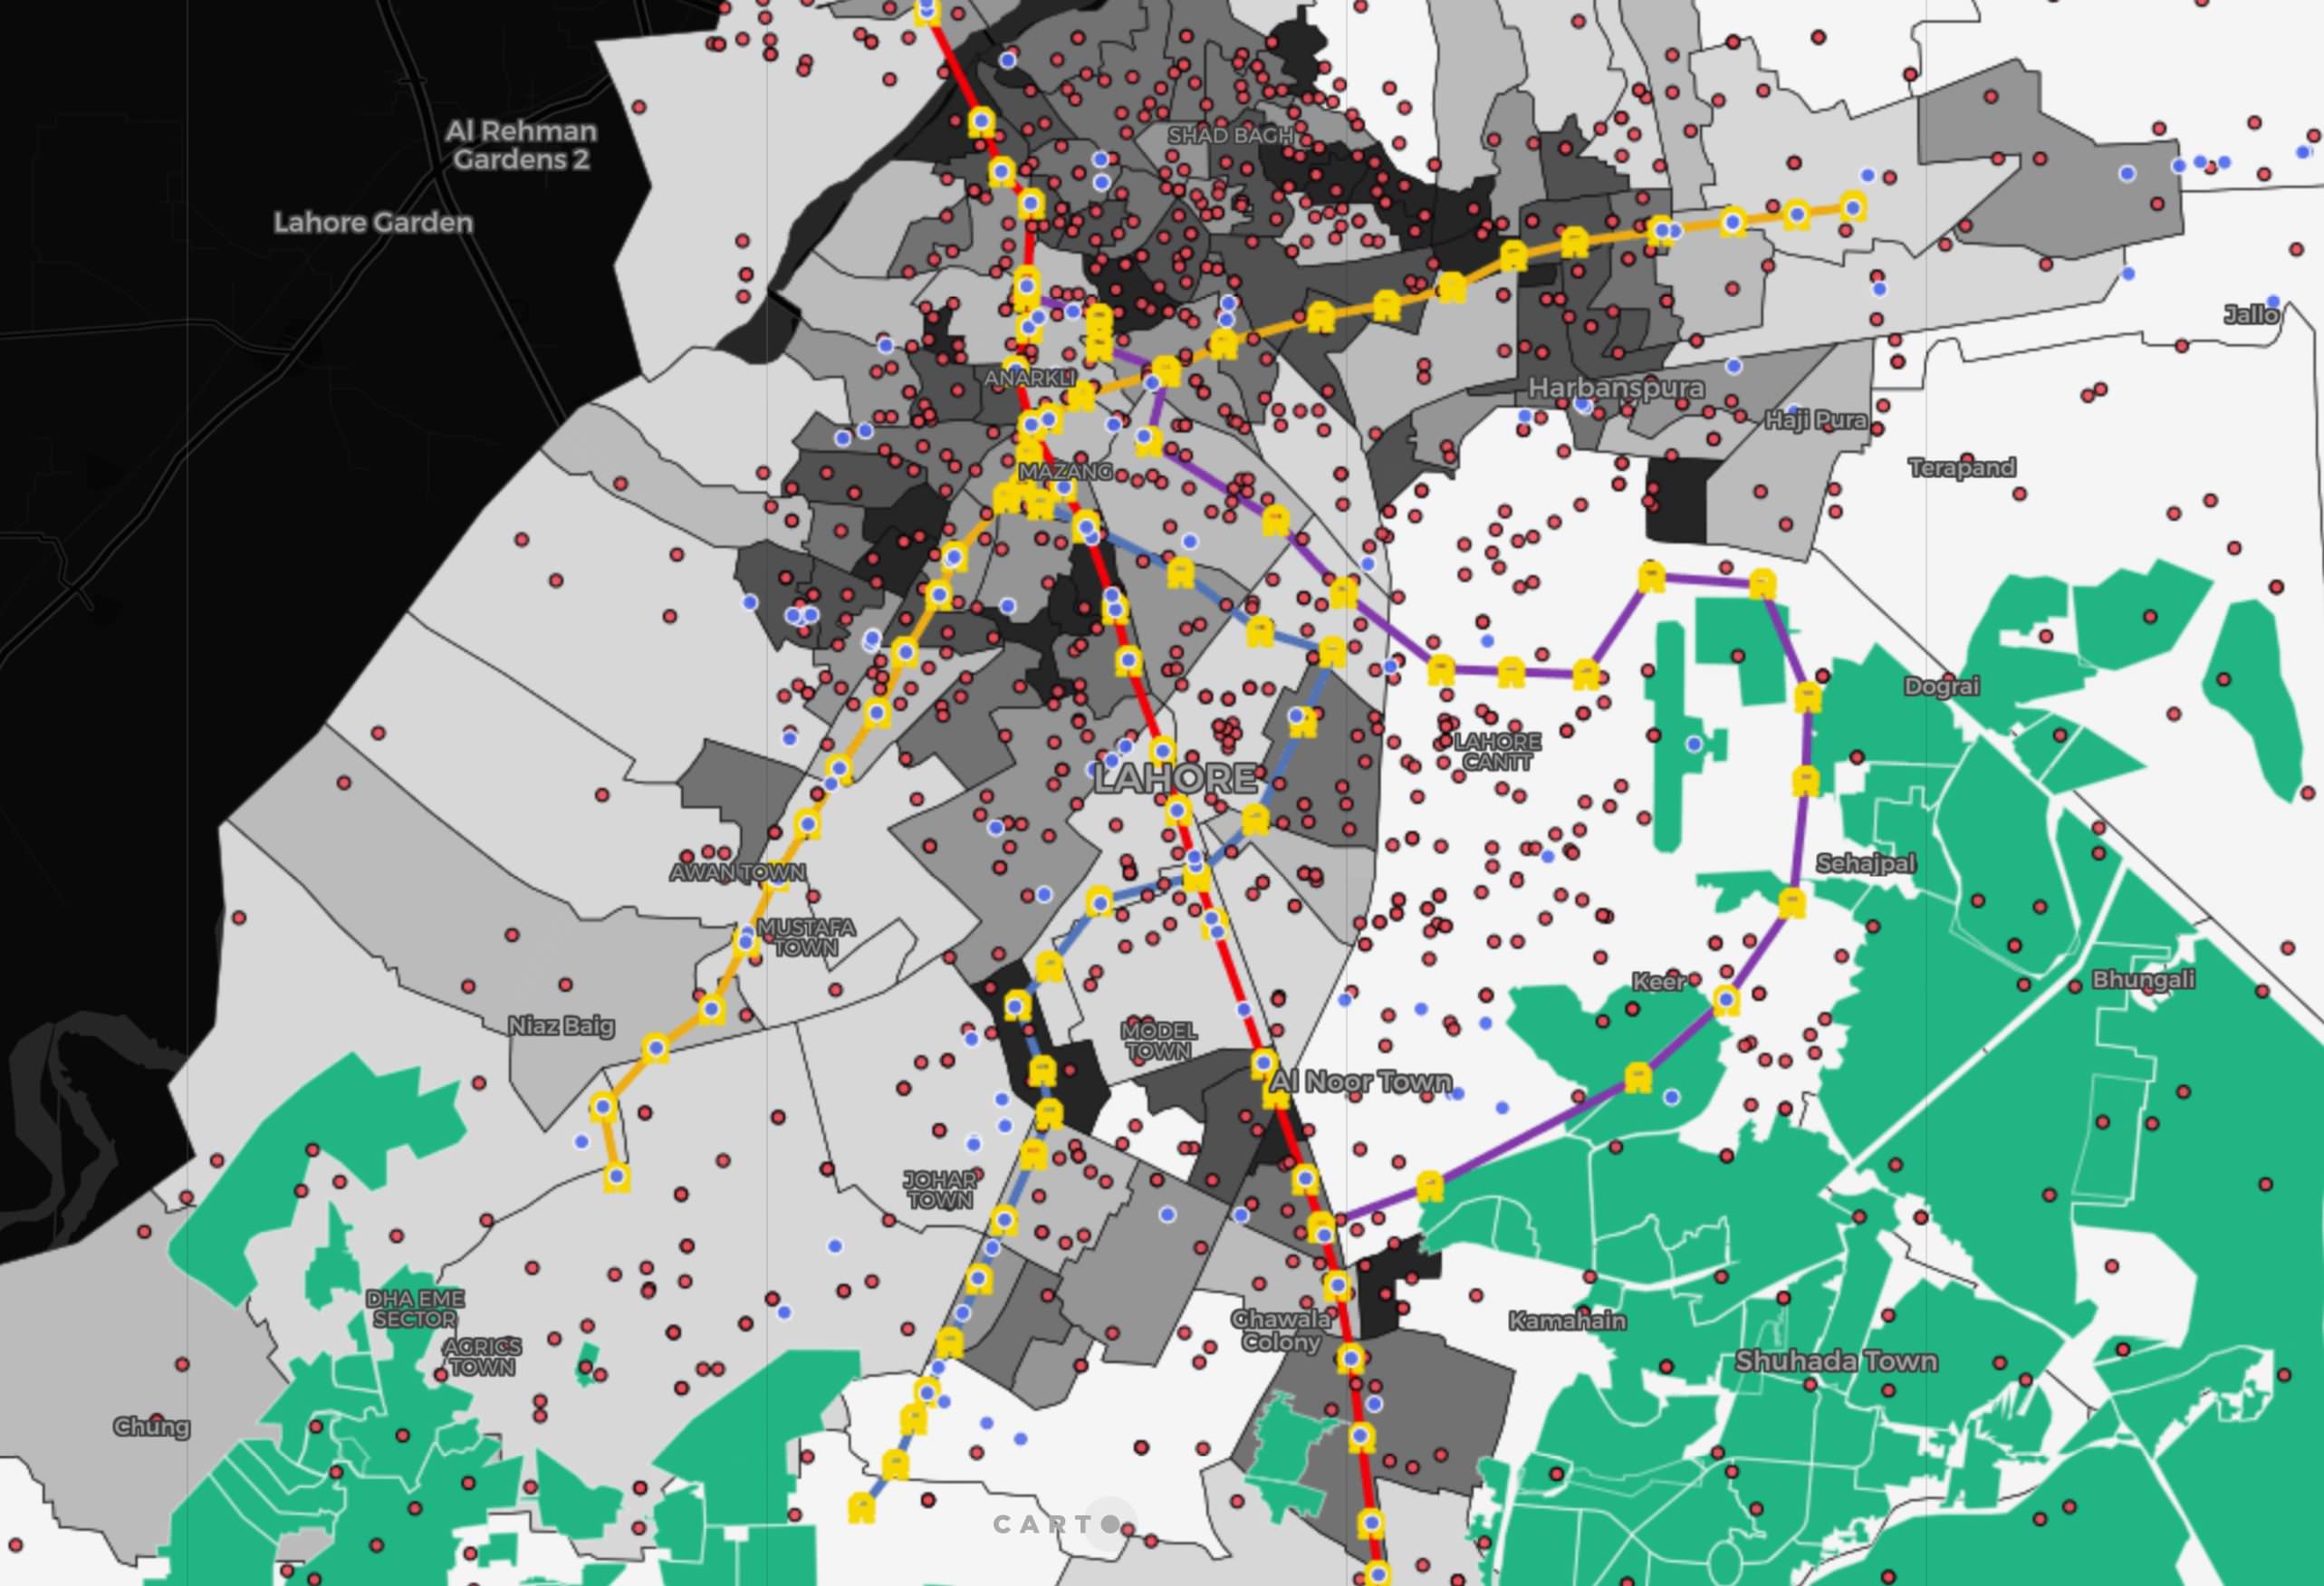 Al Rehman
Gardens 2
SHAD BAGH
Lahore Garden
Jallo
ANARKLI
Harbanspura
Haji Pura
MAZANG
Terapand
Dograi
LAHORE
CANTT
LAHORE
Sehajpal
AWAN TOWN
MUSTAFA
TOWN
Keer
Bhungali
Niaz Baig
MODEL
TOWN
Al Noor Town
JOHAR
TOWN
DHA EME
SECTOR
Chawala
Colony
Kamahain
AGRICS
TOWN
Shuhada Town
Chung
CARTO